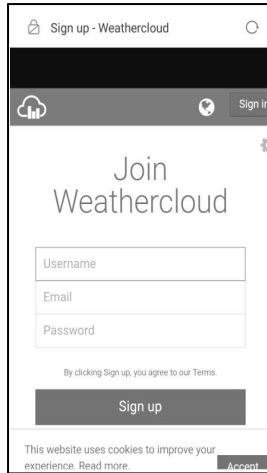 Sign up - Weathercloud
Sign in
Join
Weathercloud
Username
Email
Password
By clicking Sign up, you agree to our Terms.
Sign up
This website uses cookies to improve your
experience. Read more.
Accept